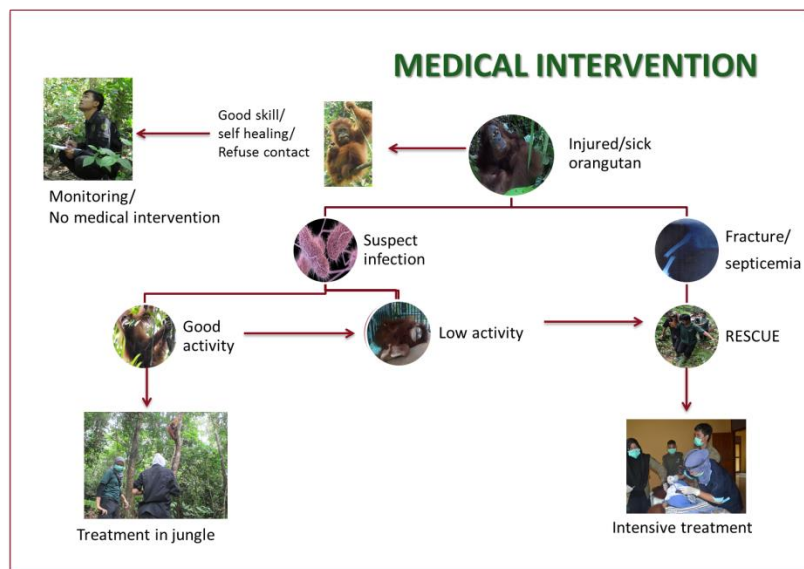 MEDICAL INTERVENTION
Good skill/
self healing/
Refuse contact
Injured/sick
orangutan
Monitoring/
No medical intervention
Suspect
infection
Fracture/
septicemia
Good
activity
Low activity
RESCUE
Treatment in jungle
Intensive treatment